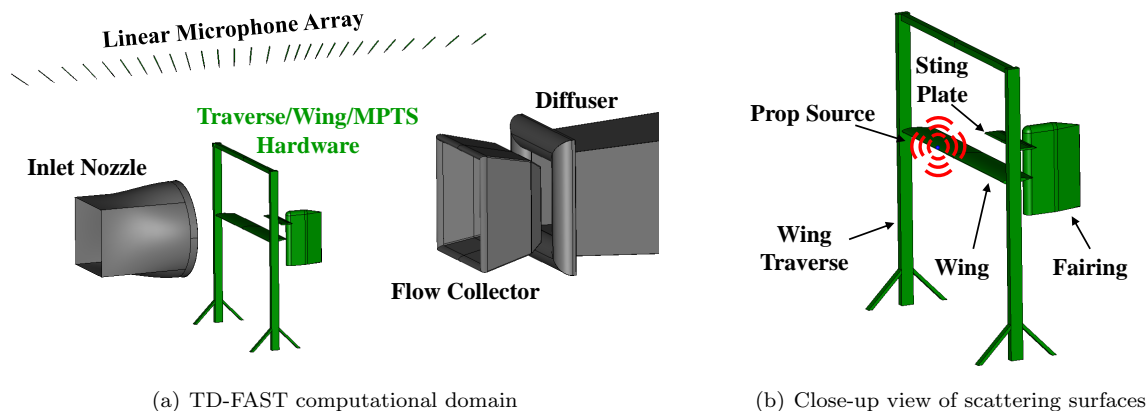 Linear Microphone Array
Traverse/Wing/MPTS
Hardware
Inlet Nozzle
Diffuser
Flow Collector
(a) TD-FAST computational domain
Sting
Plate
Prop Source
Wing
Traverse
Wing
Fairing
(b) Close-up view of scattering surfaces